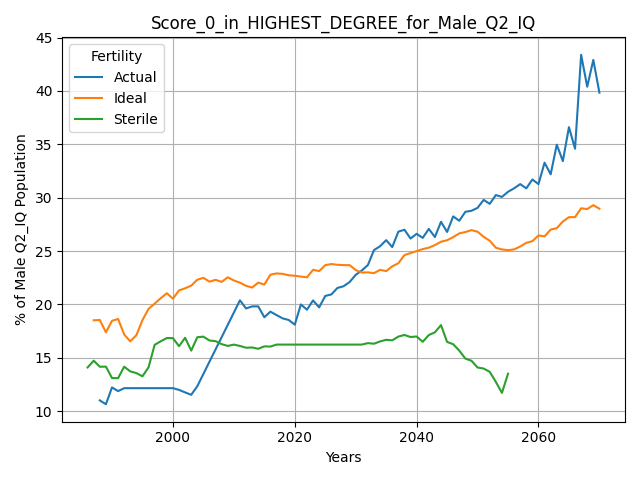 Score_0_in_HIGHEST_DEGREE_for_Male_Q2_IQ
Fertility
Actual
Ideal
Sterile
% of Male Q2_IQ Population
45
40
35
30
25
20
15
10
2000
2020
2040
2060
Years